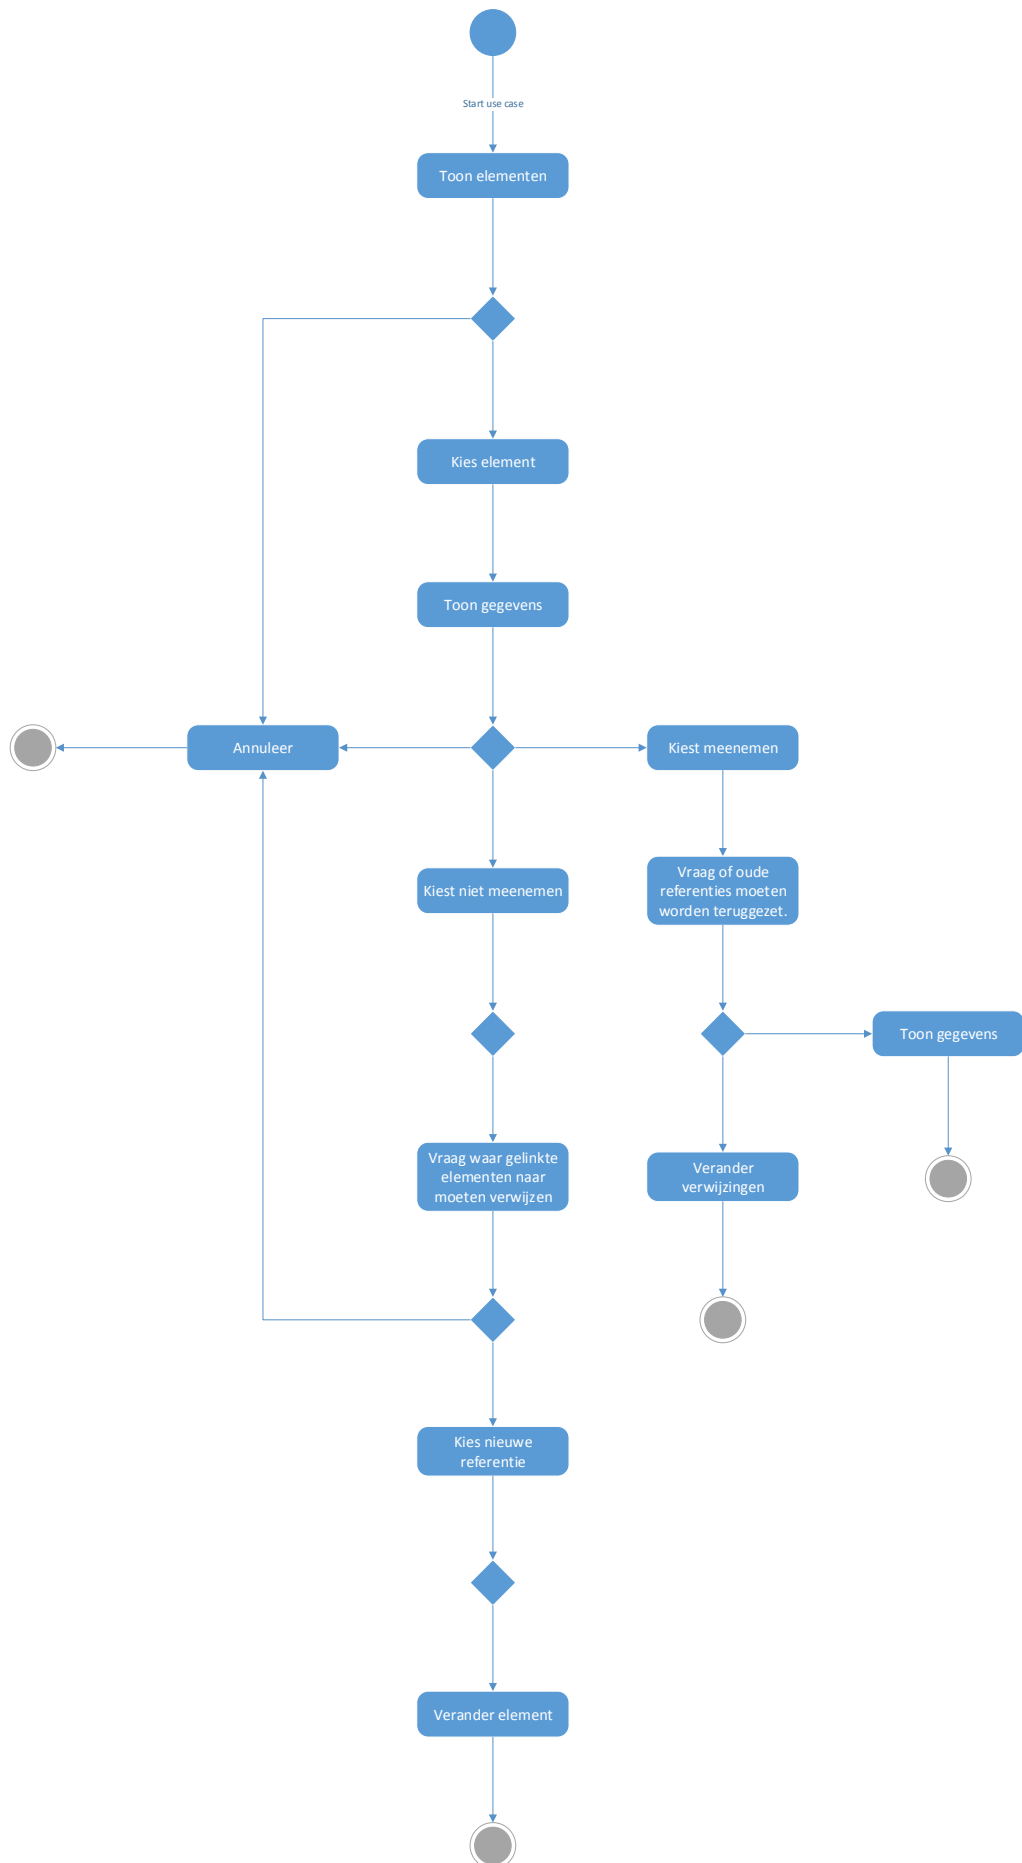 Start use case
Toon elementen
Kies element
Toon gegevens
Annuleer
Kiest meenemen
Kiest niet meenemen
Vraag of oude
referenties moeten
worden teruggezet.
Toon gegevens
Vraag waar gelinkte
elementen naar
moeten verwijzen
Verander
verwijzingen
Kies nieuwe
referentie
Verander element